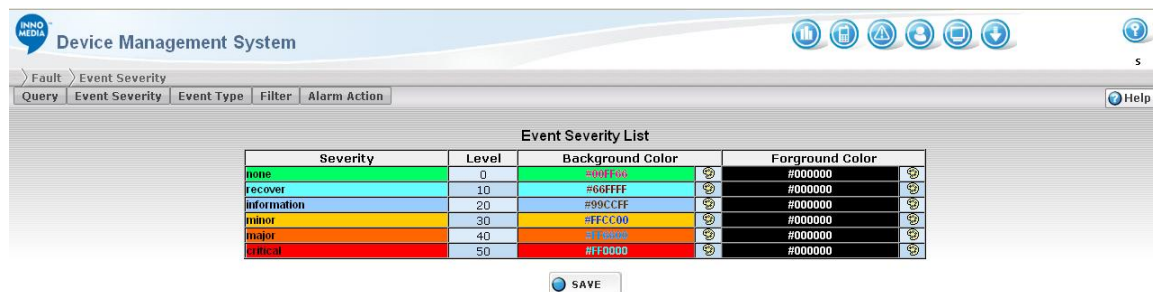 INNO
MEDIA
Device Management System
S
Fault Event Severity
Query Event Severity Event Type Filter Alarm Action Help
Event Severity List
Severity Level Background Color Forground Color
none 0 #00FF66 #000000
recover 10 #66FFFF #000000
information 20 #99CCFF #000000
minor 30 #FFCC00 #000000
major 40 #FF6600 #000000
critical 50 #FF0000 #000000
SAVE